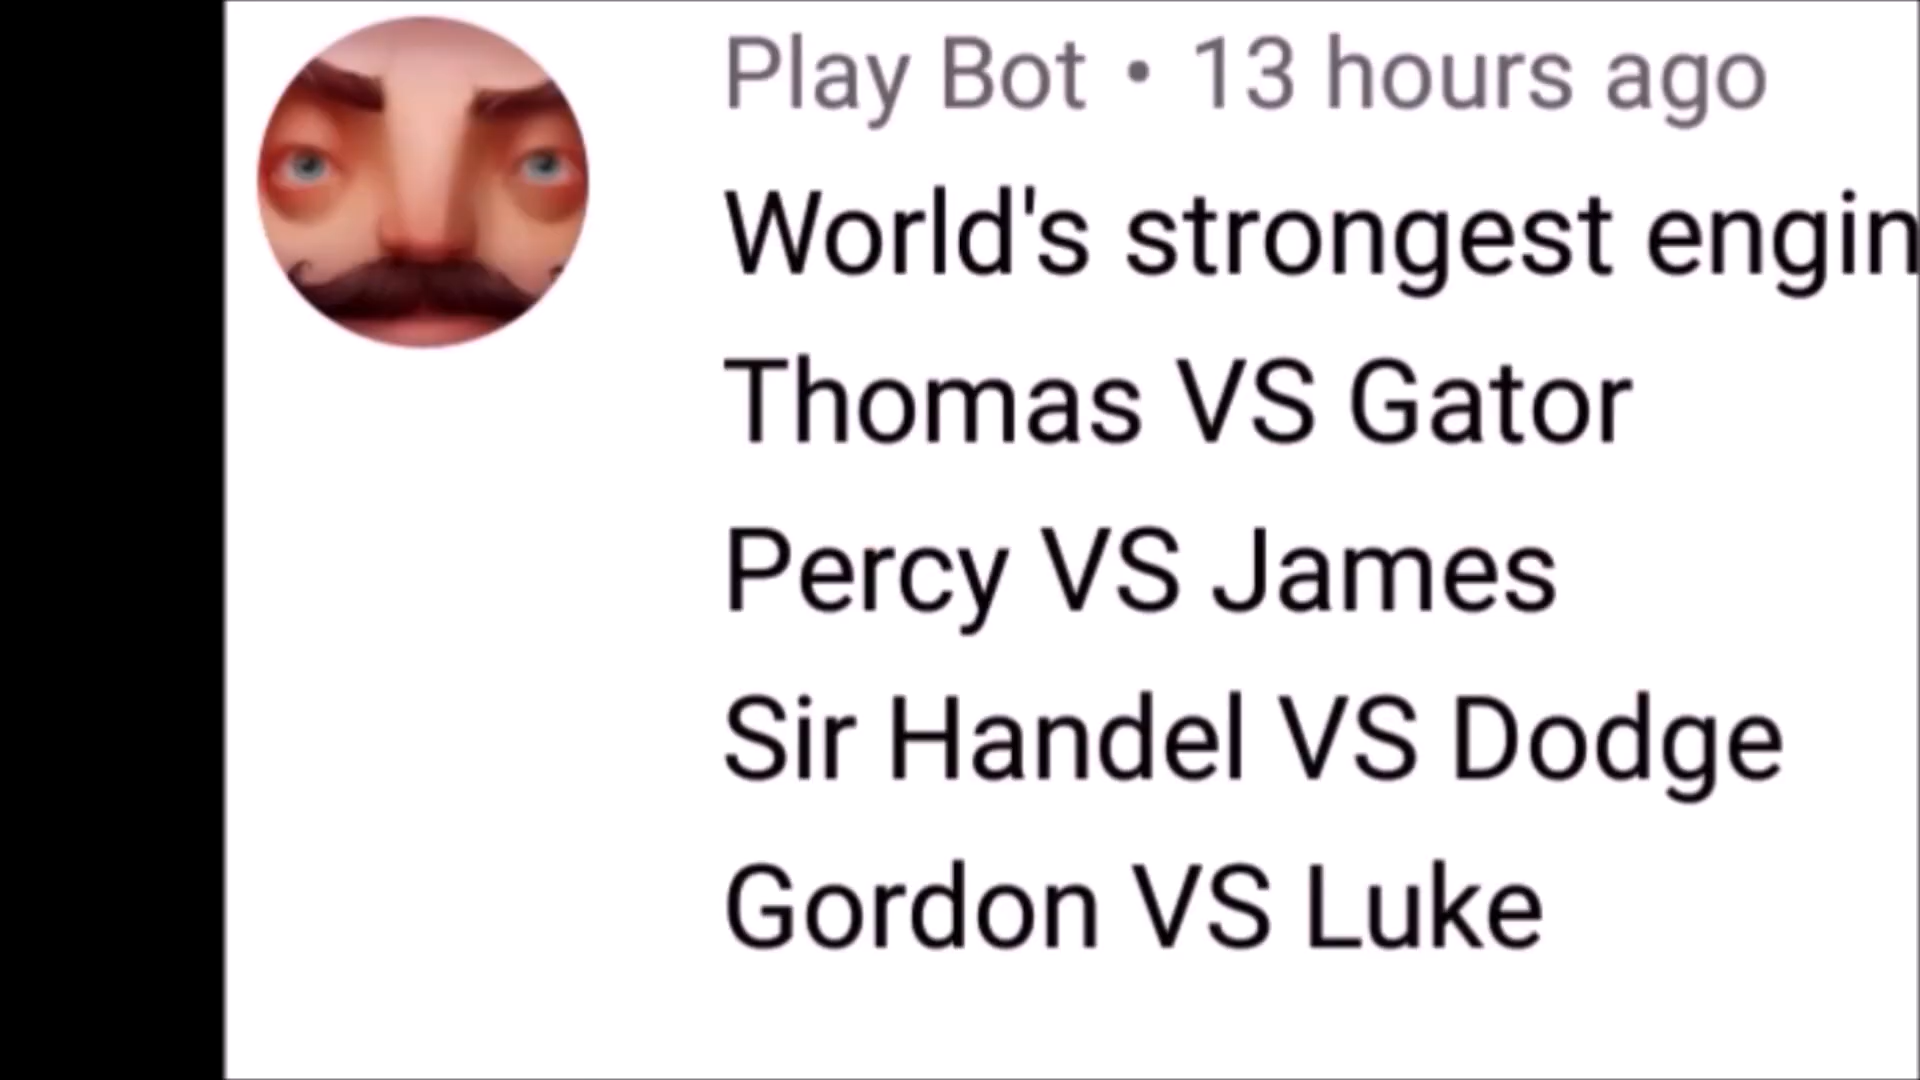 Play Bot • 13 hours ago
World's strongest engin
Thomas VS Gator
Percy VS James
Sir Handel VS Dodge
Gordon VS Luke